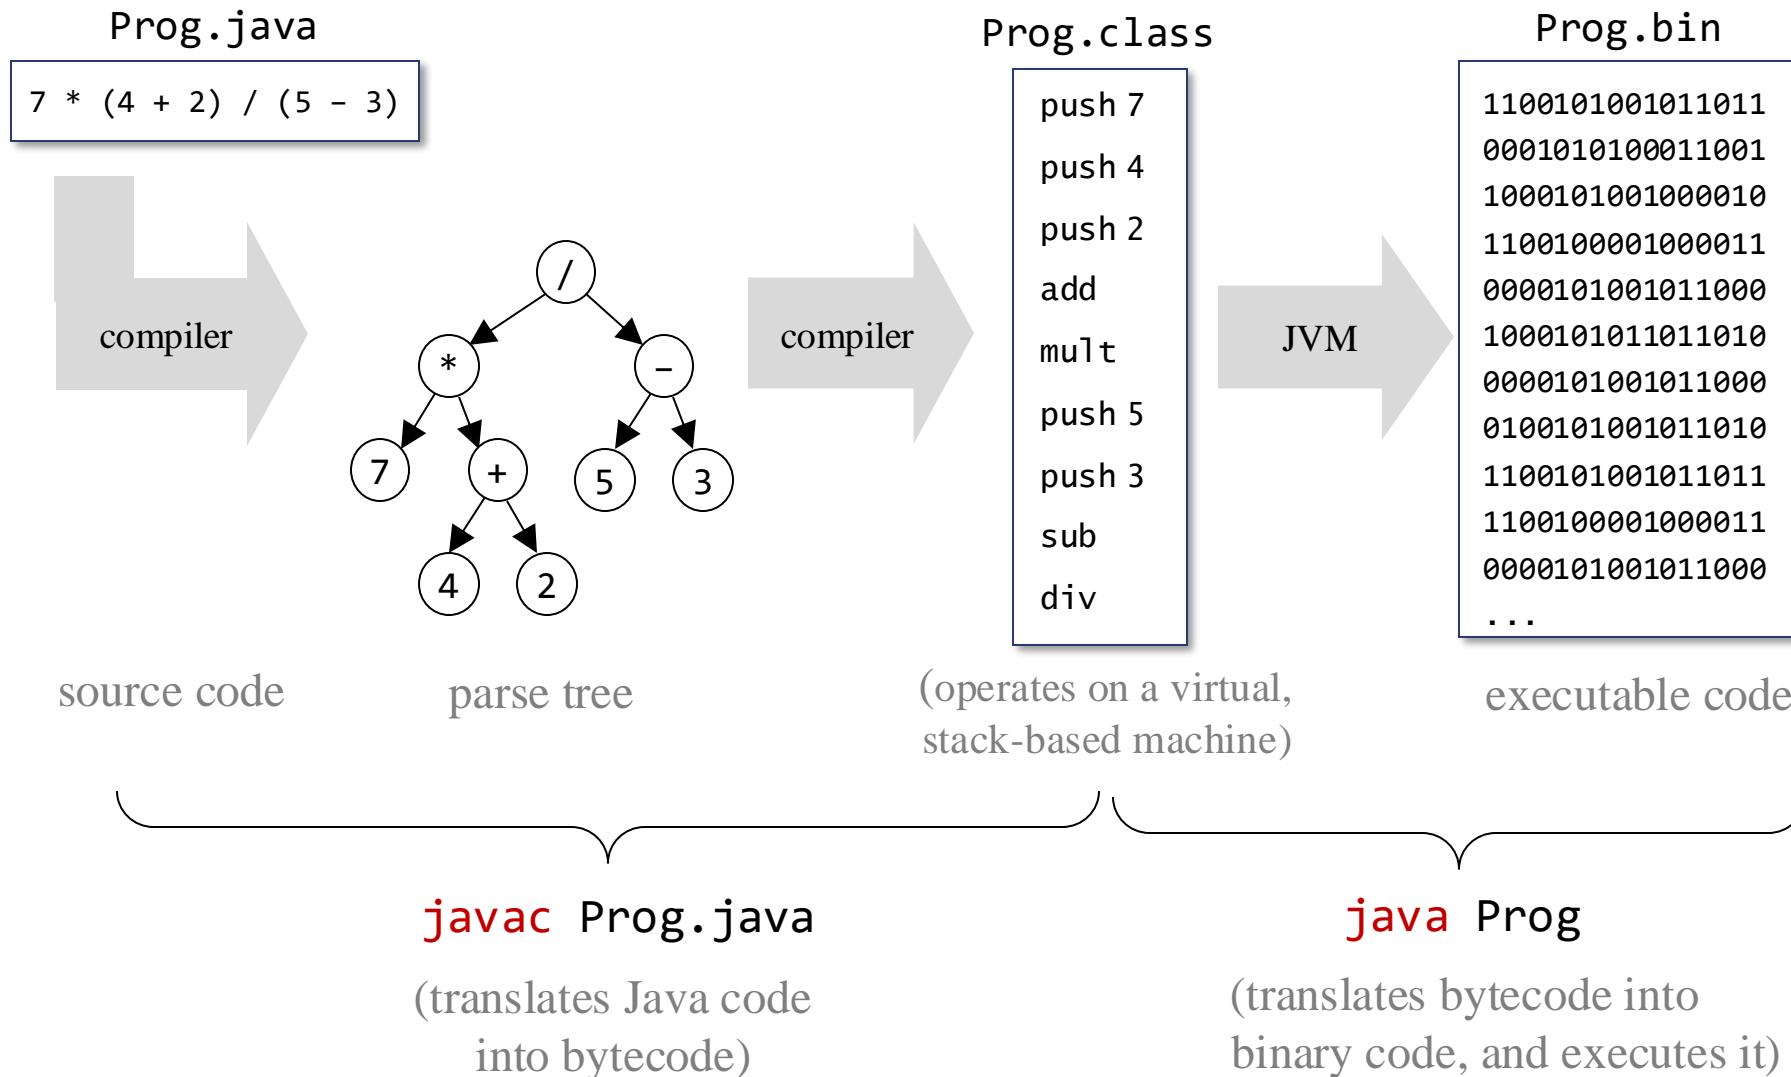 Prog.java
7 * (4 + 2) / (5 – 3)
compiler
/
*
–
7
+
5
3
4
2
compiler
Prog.class
push 7
push 4
push 2
add
mult
push 5
push 3
sub
div
JVM
Prog.bin
1100101001011011
0001010100011001
1000101001000010
1100100001000011
0000101001011000
1000101011011010
0000101001011000
0100101001011010
1100101001011011
1100100001000011
0000101001011000
...
source code
parse tree
(operates on a virtual,
stack-based machine)
executable code
javac Prog.java
(translates Java code
into bytecode)
java Prog
(translates bytecode into
binary code, and executes it)